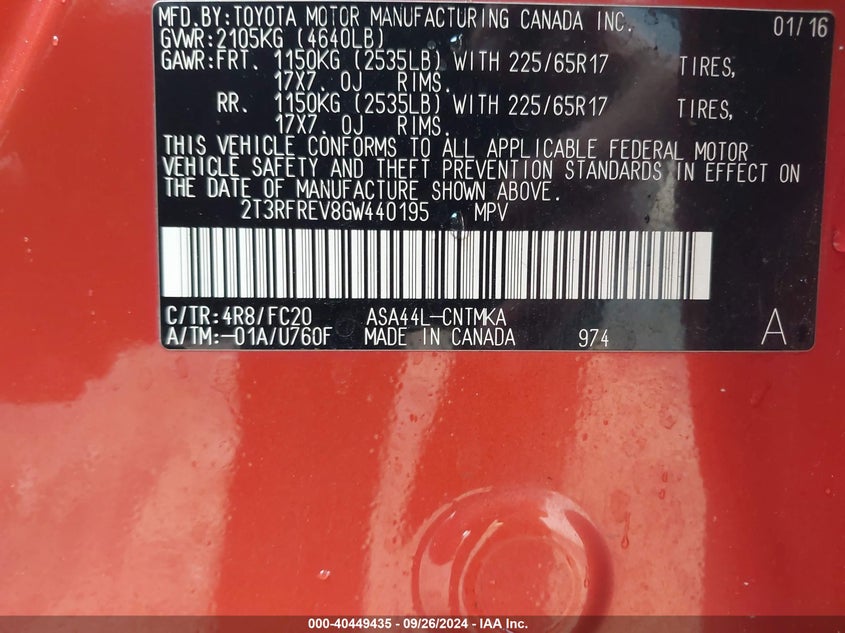 MFD.BY:TOYOTA MOTOR MANUFACTURING CANADA INC. 01/16
GVWR:2105KG (4640LB)
GAWR:FRT. 1150KG (2535LB) WITH 225/65R17 TIRES,
17X7.0J RIMS.
RR. 1150KG (2535LB) WITH 225/65R17 TIRES,
17X7.0J RIMS.
THIS VEHICLE CONFORMS TO ALL APPLICABLE FEDERAL MOTOR
VEHICLE SAFETY AND THEFT PREVENTION STANDARDS IN EFFECT ON
THE DATE OF MANUFACTURE SHOWN ABOVE.
2T3RFREV8GW440195 MPV
C/TR:4R8/FC20 ASA44L-CNTMKA
A/TM:-01A/U760F MADE IN CANADA 974 A
000-40449435 - 09/26/2024 - IAA Inc.